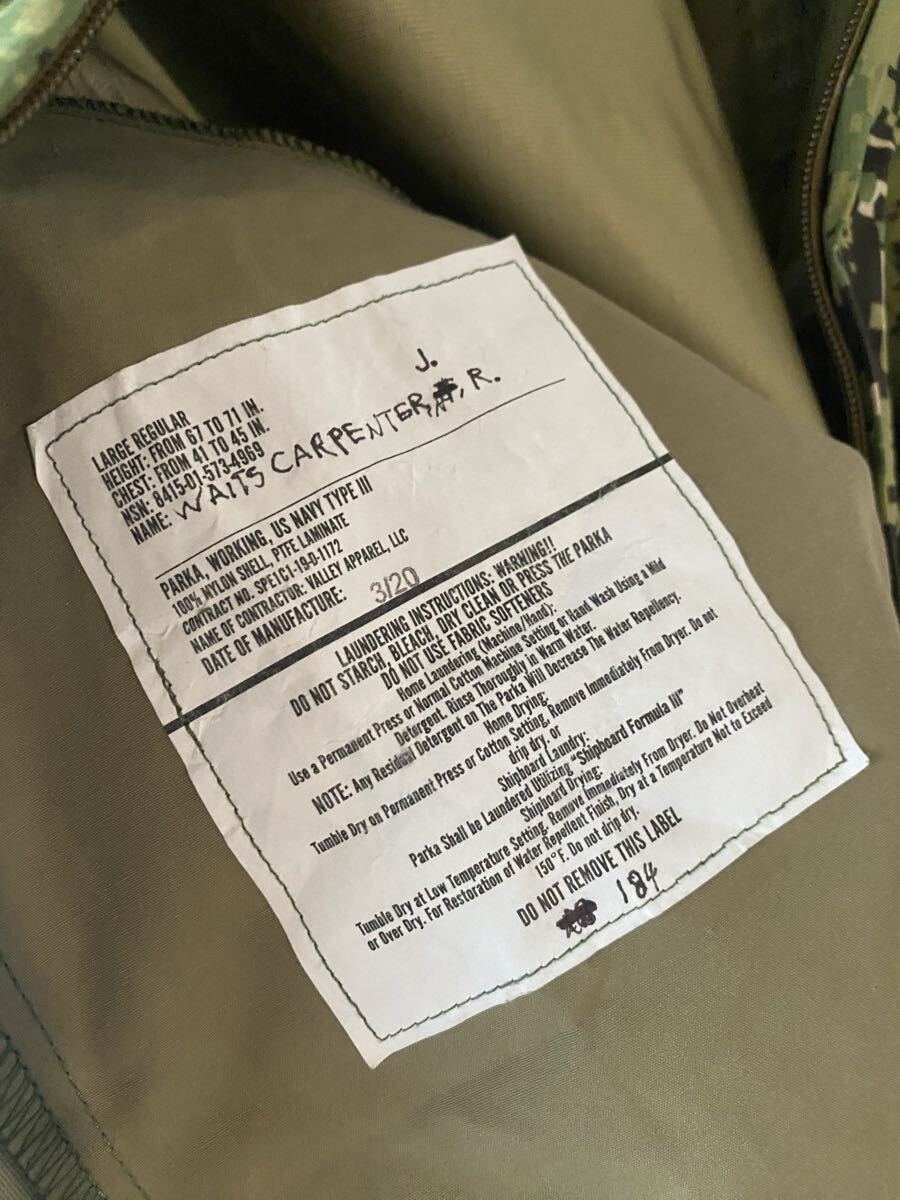 LARGE REGULAR
HEIGHT: FROM 67 TO 71 IN.
CHEST: FROM 41 TO 45 IN.
NSN: 8415-01-573-4969
J.
NAME: WAITS CARPENTER, R.
PARKA, WORKING, US NAVY TYPE III
100% NYLON SHELL, PTFE LAMINATE
CONTRACT NO. SPE1C1-19-D-1172
NAME OF CONTRACTOR: VALLEY APPAREL, LLC
DATE OF MANUFACTURE: 3/20
LAUNDERING INSTRUCTIONS: WARNING!!
DO NOT STARCH, BLEACH, DRY CLEAN OR PRESS THE PARKA
DO NOT USE FABRIC SOFTENERS
Home Laundering (Machine/Hand):
Use a Permanent Press or Normal Cotton Machine Setting or Hand Wash Using a Mild
Detergent. Rinse Thoroughly in Warm Water.
NOTE: Any Residual Detergent on The Parka Will Decrease The Water Repellency.
Home Drying:
Tumble Dry on Permanent Press or Cotton Setting, Remove Immediately From Dryer. Do not
drip dry. or
Shipboard Laundry:
Parka Shall be Laundered Utilizing "Shipboard Formula III"
Shipboard Drying:
Tumble Dry at Low Temperature Setting. Remove Immediately From Dryer. Do Not Overheat
or Over Dry. For Restoration of Water Repellent Finish, Dry at a Temperature Not to Exceed
150°F. Do not drip dry.
DO NOT REMOVE THIS LABEL
184